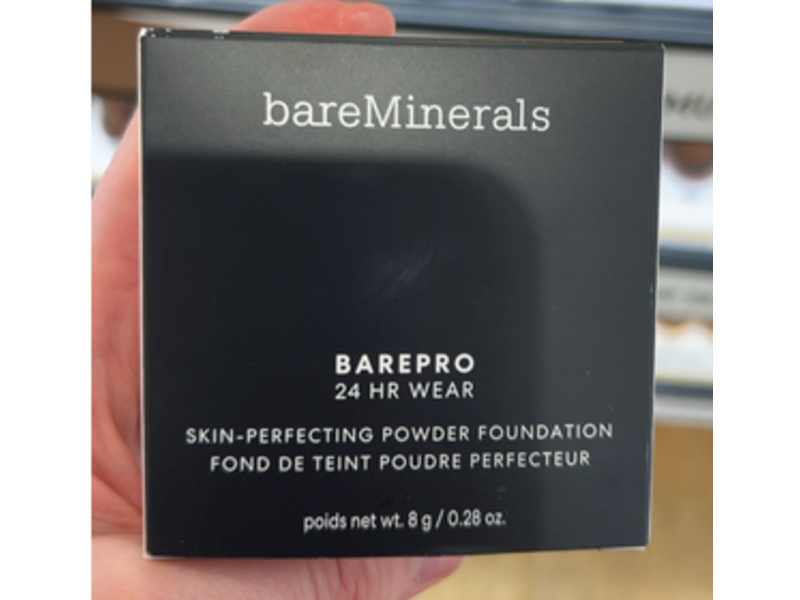 bareMinerals
BAREPRO
24 HR WEAR
SKIN-PERFECTING POWDER FOUNDATION
FOND DE TEINT POUDRE PERFECTEUR
poids net wt. 8 g / 0.28 oz.